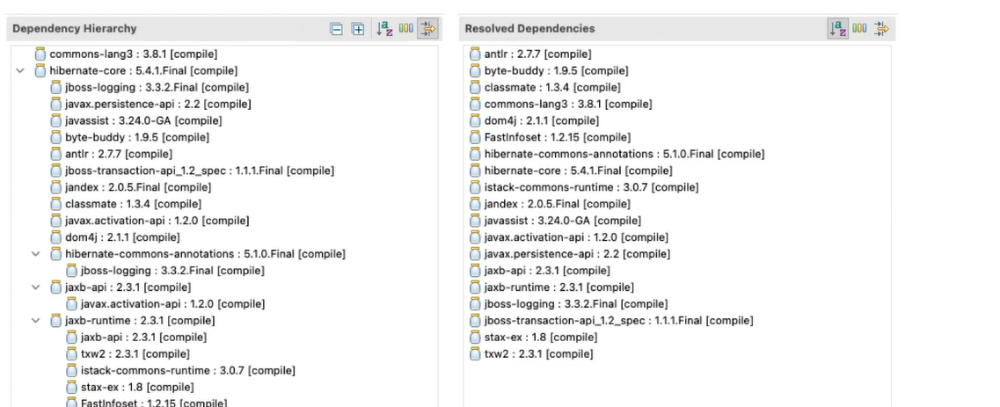 Dependency Hierarchy
commons-lang3 : 3.8.1 [compile]
hibernate-core : 5.4.1.Final [compile]
jboss-logging : 3.3.2.Final [compile]
javax.persistence-api : 2.2 [compile]
javassist : 3.24.0-GA [compile]
byte-buddy : 1.9.5 [compile]
antlr : 2.7.7 [compile]
jboss-transaction-api_1.2_spec : 1.1.1.Final [compile]
jandex : 2.0.5.Final [compile]
classmate : 1.3.4 [compile]
javax.activation-api : 1.2.0 [compile]
dom4j : 2.1.1 [compile]
hibernate-commons-annotations : 5.1.0.Final [compile]
jboss-logging : 3.3.2.Final [compile]
jaxb-api : 2.3.1 [compile]
javax.activation-api : 1.2.0 [compile]
jaxb-runtime : 2.3.1 [compile]
jaxb-api : 2.3.1 [compile]
txw2 : 2.3.1 [compile]
istack-commons-runtime : 3.0.7 [compile]
stax-ex : 1.8 [compile]
FastInfoset : 1.2.15 [compile]
Resolved Dependencies
antlr : 2.7.7 [compile]
byte-buddy : 1.9.5 [compile]
classmate : 1.3.4 [compile]
commons-lang3 : 3.8.1 [compile]
dom4j : 2.1.1 [compile]
FastInfoset : 1.2.15 [compile]
hibernate-commons-annotations : 5.1.0.Final [compile]
hibernate-core : 5.4.1.Final [compile]
istack-commons-runtime : 3.0.7 [compile]
jandex : 2.0.5.Final [compile]
javassist : 3.24.0-GA [compile]
javax.activation-api : 1.2.0 [compile]
javax.persistence-api : 2.2 [compile]
jaxb-api : 2.3.1 [compile]
jaxb-runtime : 2.3.1 [compile]
jboss-logging : 3.3.2.Final [compile]
jboss-transaction-api_1.2_spec : 1.1.1.Final [compile]
stax-ex : 1.8 [compile]
txw2 : 2.3.1 [compile]